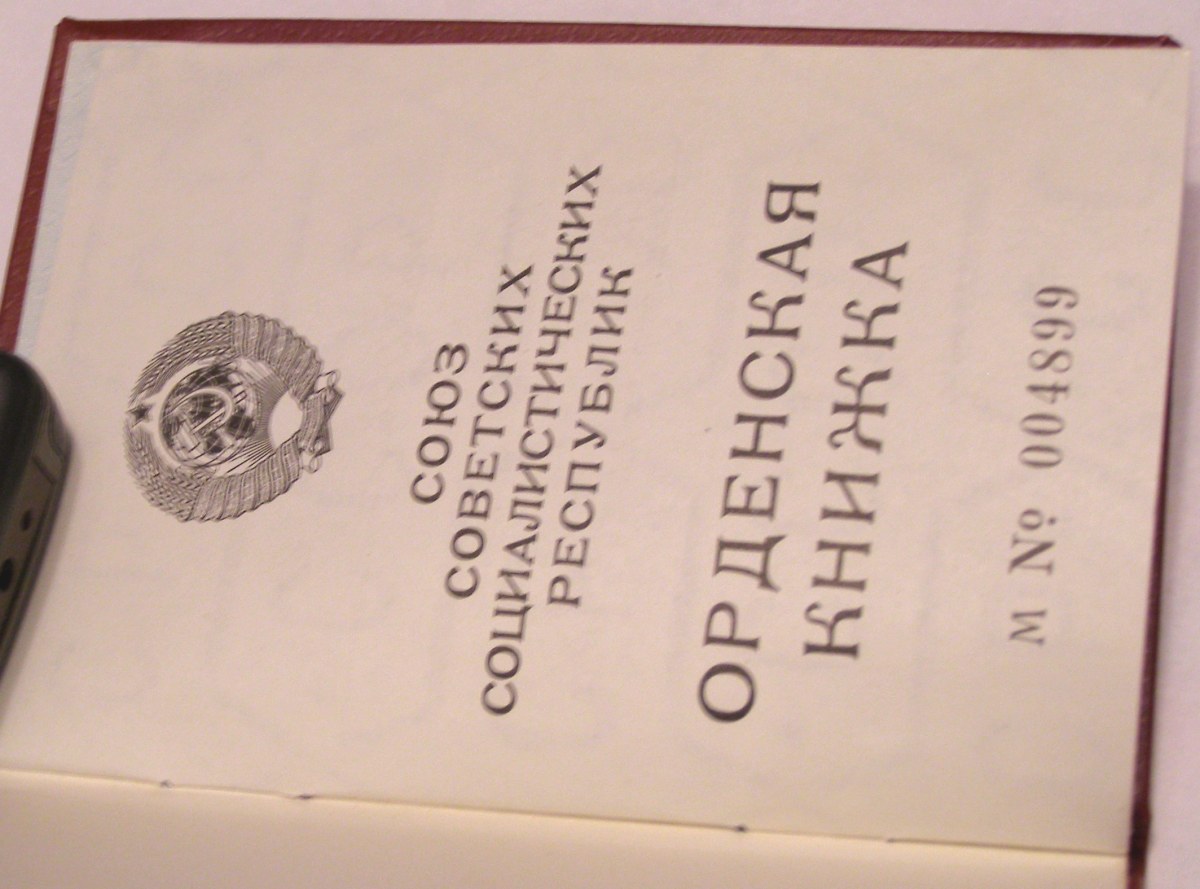 СОЮЗ
СОВЕТСКИХ
СОЦИАЛИСТИЧЕСКИХ
РЕСПУБЛИК
ОРДЕНСКАЯ
КНИЖКА
М № 004899